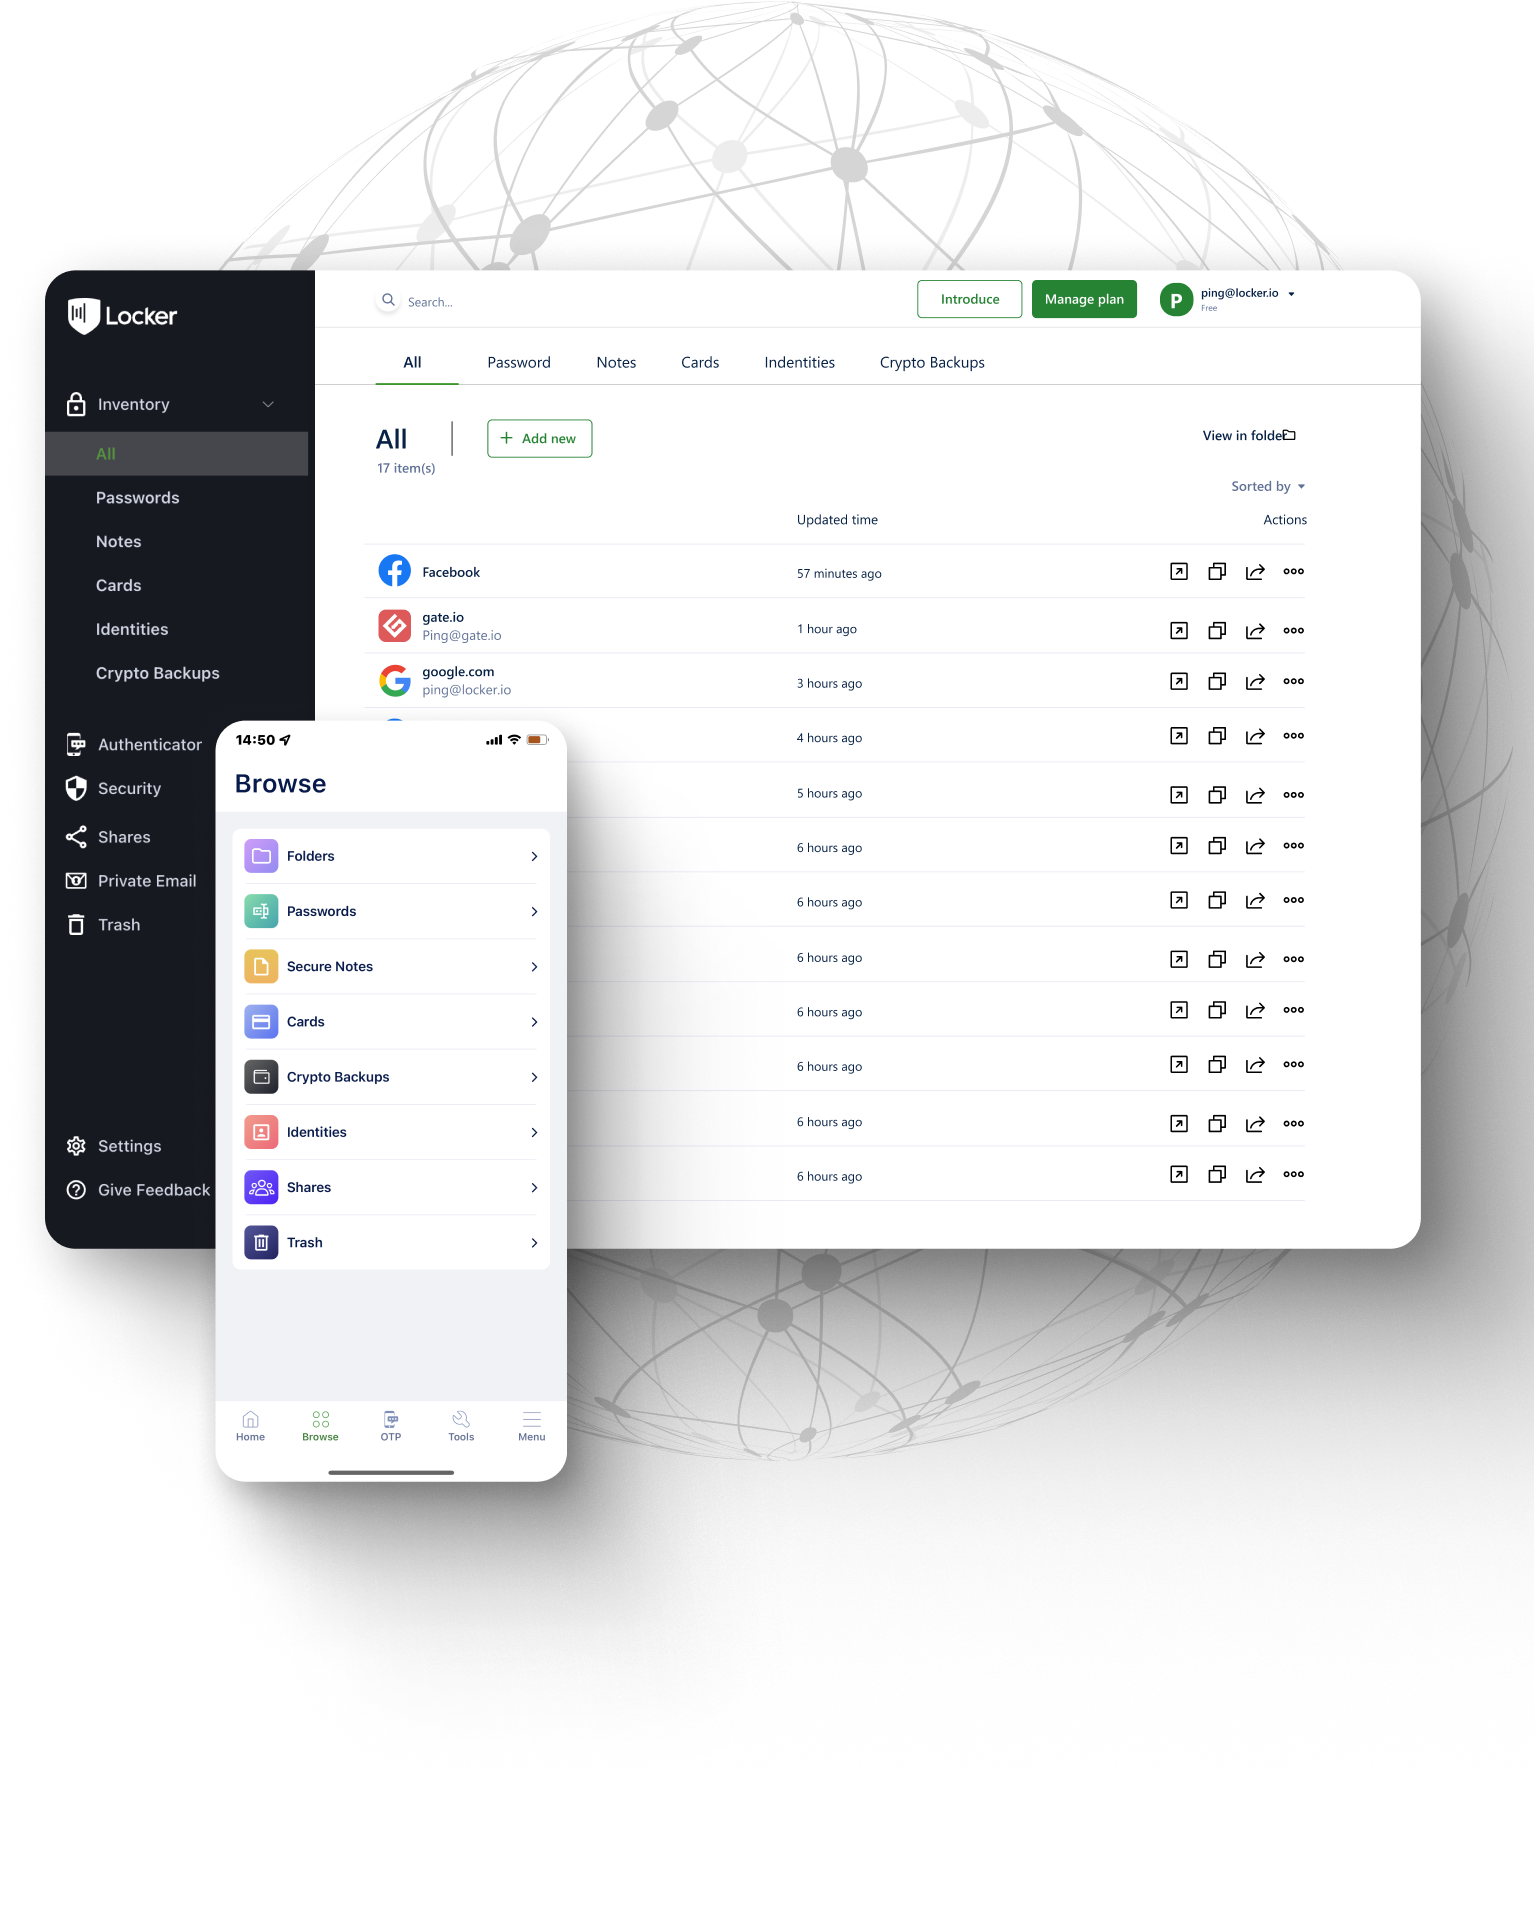 Locker
Search...
Introduce
Manage plan
P
ping@locker.io
Free
All Password Notes Cards Indentities Crypto Backups
Inventory
All
Passwords
Notes
Cards
Identities
Crypto Backups
Authenticator
Security
Shares
Private Email
Trash
Settings
Give Feedback
All
17 item(s)
Add new
View in folder
Sorted by
Updated time Actions
Facebook
57 minutes ago
gate.io
Ping@gate.io
1 hour ago
google.com
ping@locker.io
3 hours ago
4 hours ago
5 hours ago
6 hours ago
6 hours ago
6 hours ago
6 hours ago
6 hours ago
6 hours ago
6 hours ago
14:50
Browse
Folders
Passwords
Secure Notes
Cards
Crypto Backups
Identities
Shares
Trash
Home Browse OTP Tools Menu